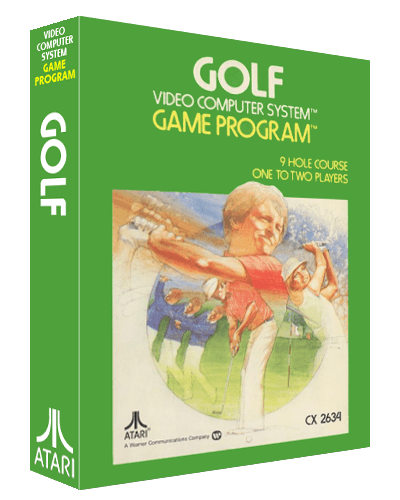 VIDEO
COMPUTER
SYSTEM
GAME
PROGRAM
GOLF
ATARI
GOLF
VIDEO COMPUTER SYSTEM™
GAME PROGRAM™
9 HOLE COURSE
ONE TO TWO PLAYERS
ATARI
A Warner Communications Company
CX 2634